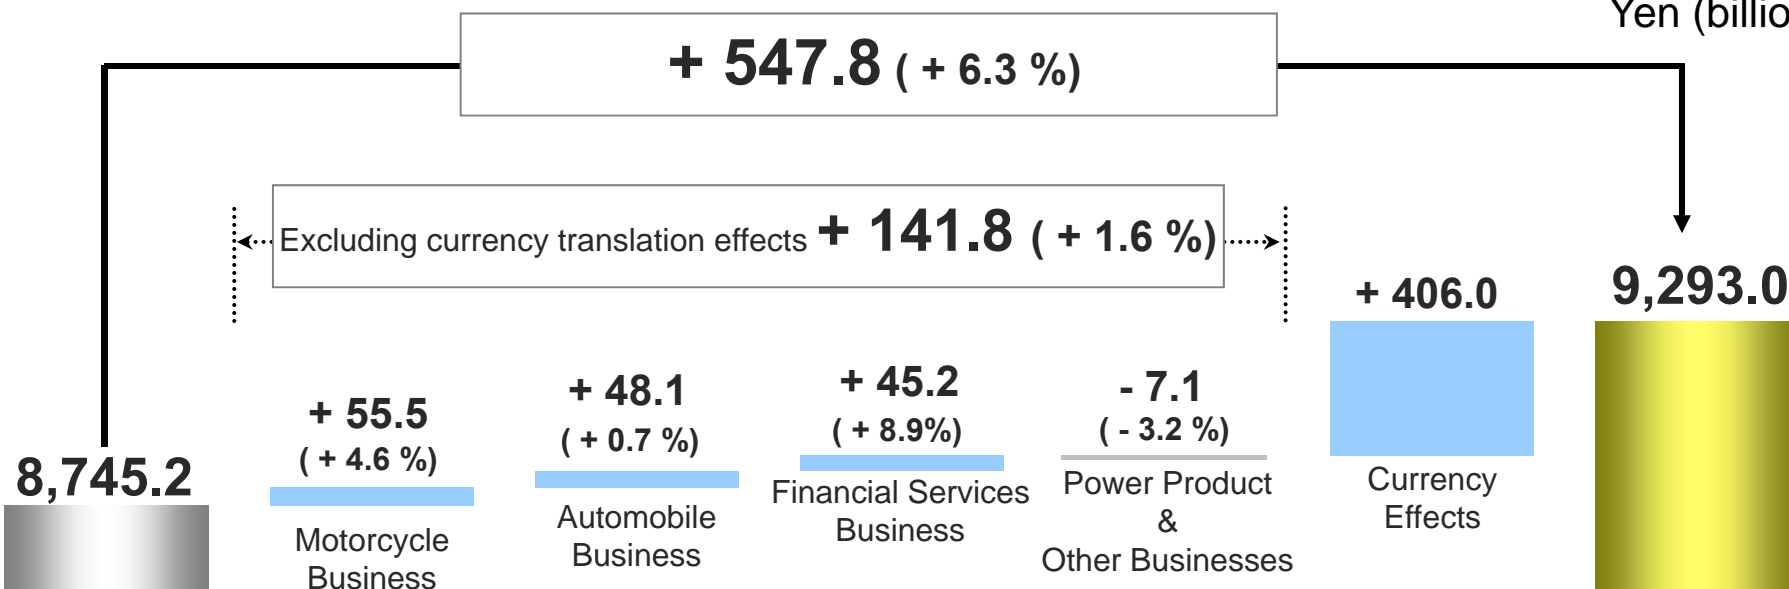 Yen (billio
+ 547.8 ( + 6.3 %)
Excluding currency translation effects + 141.8 ( + 1.6 %)
+ 406.0
9,293.0
+ 55.5
( + 4.6 %)
+ 48.1
( + 0.7 %)
+ 45.2
( + 8.9%)
- 7.1
( - 3.2 %)
8,745.2
Motorcycle
Business
Automobile
Business
Financial Services
Business
Power Product
&
Other Businesses
Currency
Effects